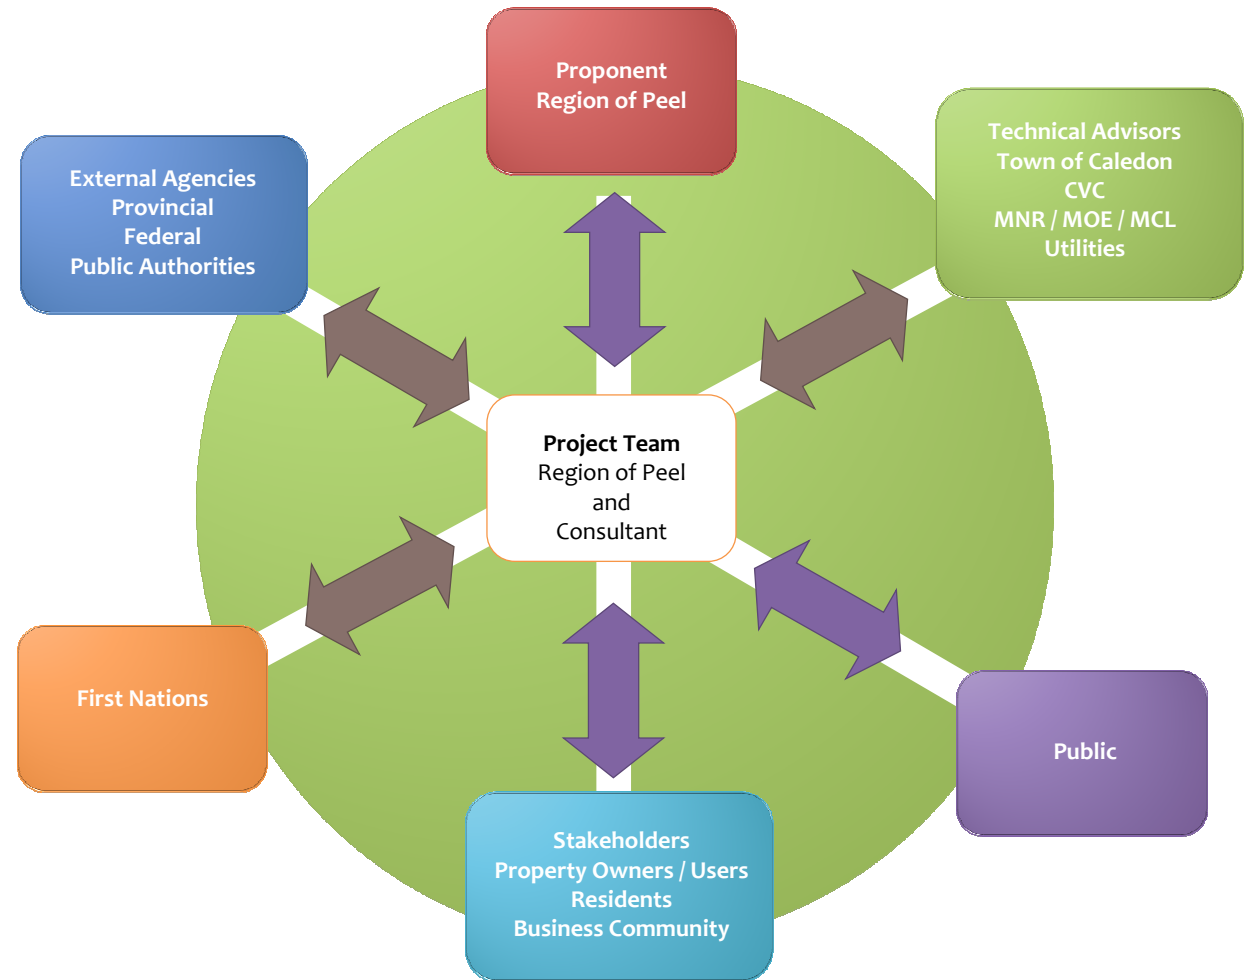 Proponent
Region of Peel
External Agencies
Provincial
Federal
Public Authorities
Technical Advisors
Town of Caledon
CVC
MNR / MOE / MCL
Utilities
Project Team
Region of Peel
and
Consultant
First Nations
Public
Stakeholders
Property Owners / Users
Residents
Business Community